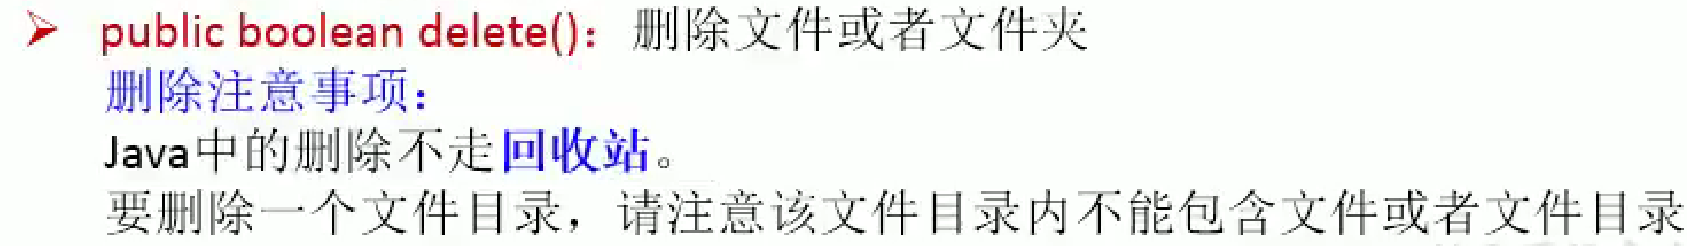 ➢ public boolean delete()：删除文件或者文件夹
删除注意事项：
Java中的删除不走回收站。
要删除一个文件目录，请注意该文件目录内不能包含文件或者文件目录